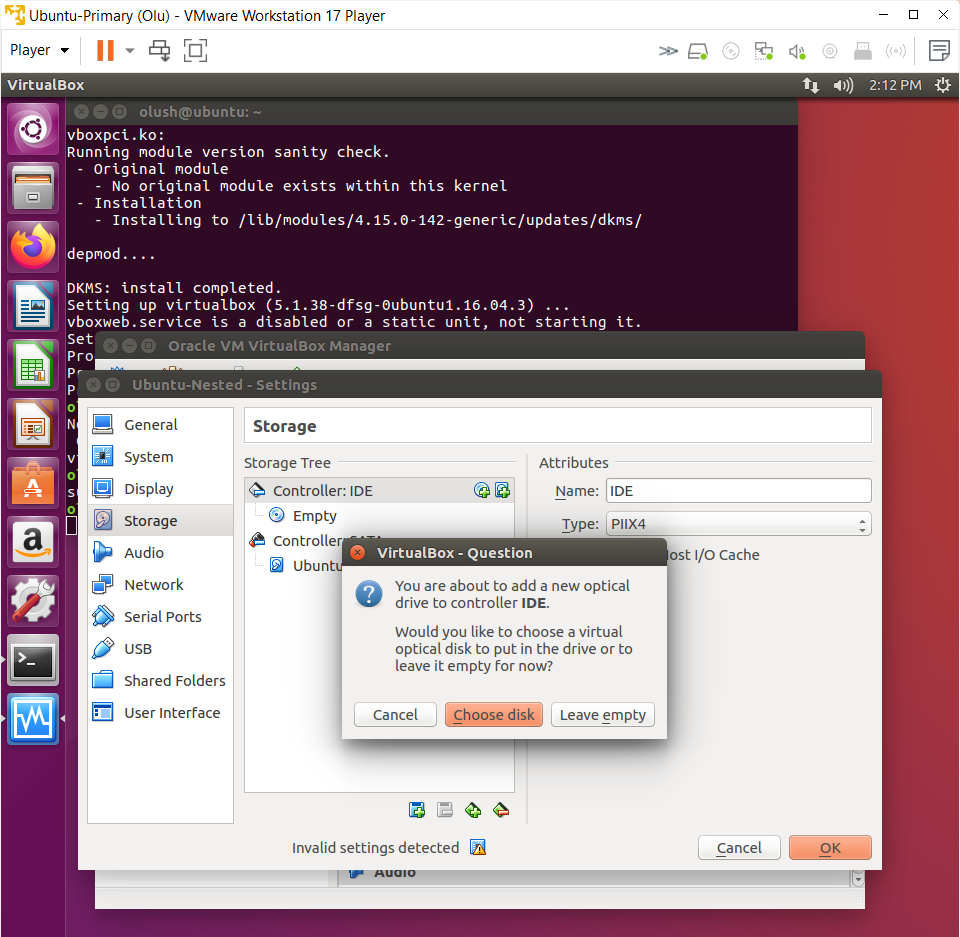 Ubuntu-Primary (Olu) - VMware Workstation 17 Player
Player
VirtualBox
2:12 PM
olush@ubuntu: ~
vboxpci.ko:
Running module version sanity check.
- Original module
- No original module exists within this kernel
- Installation
- Installing to /lib/modules/4.15.0-142-generic/updates/dkms/
depmod....
DKMS: install completed.
Setting up virtualbox (5.1.38-dfsg-0ubuntu1.16.04.3) ...
vboxweb.service is a disabled or a static unit, not starting it.
Set
Pro
Oracle VM VirtualBox Manager
Ubuntu-Nested - Settings
General
System
Display
Storage
Audio
Network
Serial Ports
USB
Shared Folders
User Interface
Storage
Storage Tree
Controller: IDE
Empty
Controller: SATA
Ubuntu
Attributes
Name: IDE
Type: PIIX4
Host I/O Cache
VirtualBox - Question
You are about to add a new optical
drive to controller IDE.
Would you like to choose a virtual
optical disk to put in the drive or to
leave it empty for now?
Cancel
Choose disk
Leave empty
Invalid settings detected
Cancel
OK
Audio